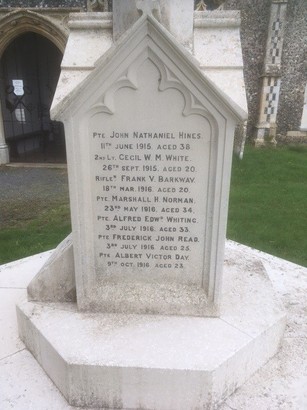 Pte John Nathaniel Hines.
11th June 1915. Aged 38.
2nd Lt. Cecil W. M. White.
26th Sept 1915. Aged 20.
Riflen Frank V. Barkway.
18th Mar. 1916. Aged 20.
Pte Marshall H. Norman.
23rd May 1916. Aged 34.
Pte Alfred Edwd Whiting.
3rd July 1916. Aged 33.
Pte Frederick John Read.
3rd July 1916. Aged 25.
Pte Albert Victor Day.
9th Oct. 1916. Aged 23.